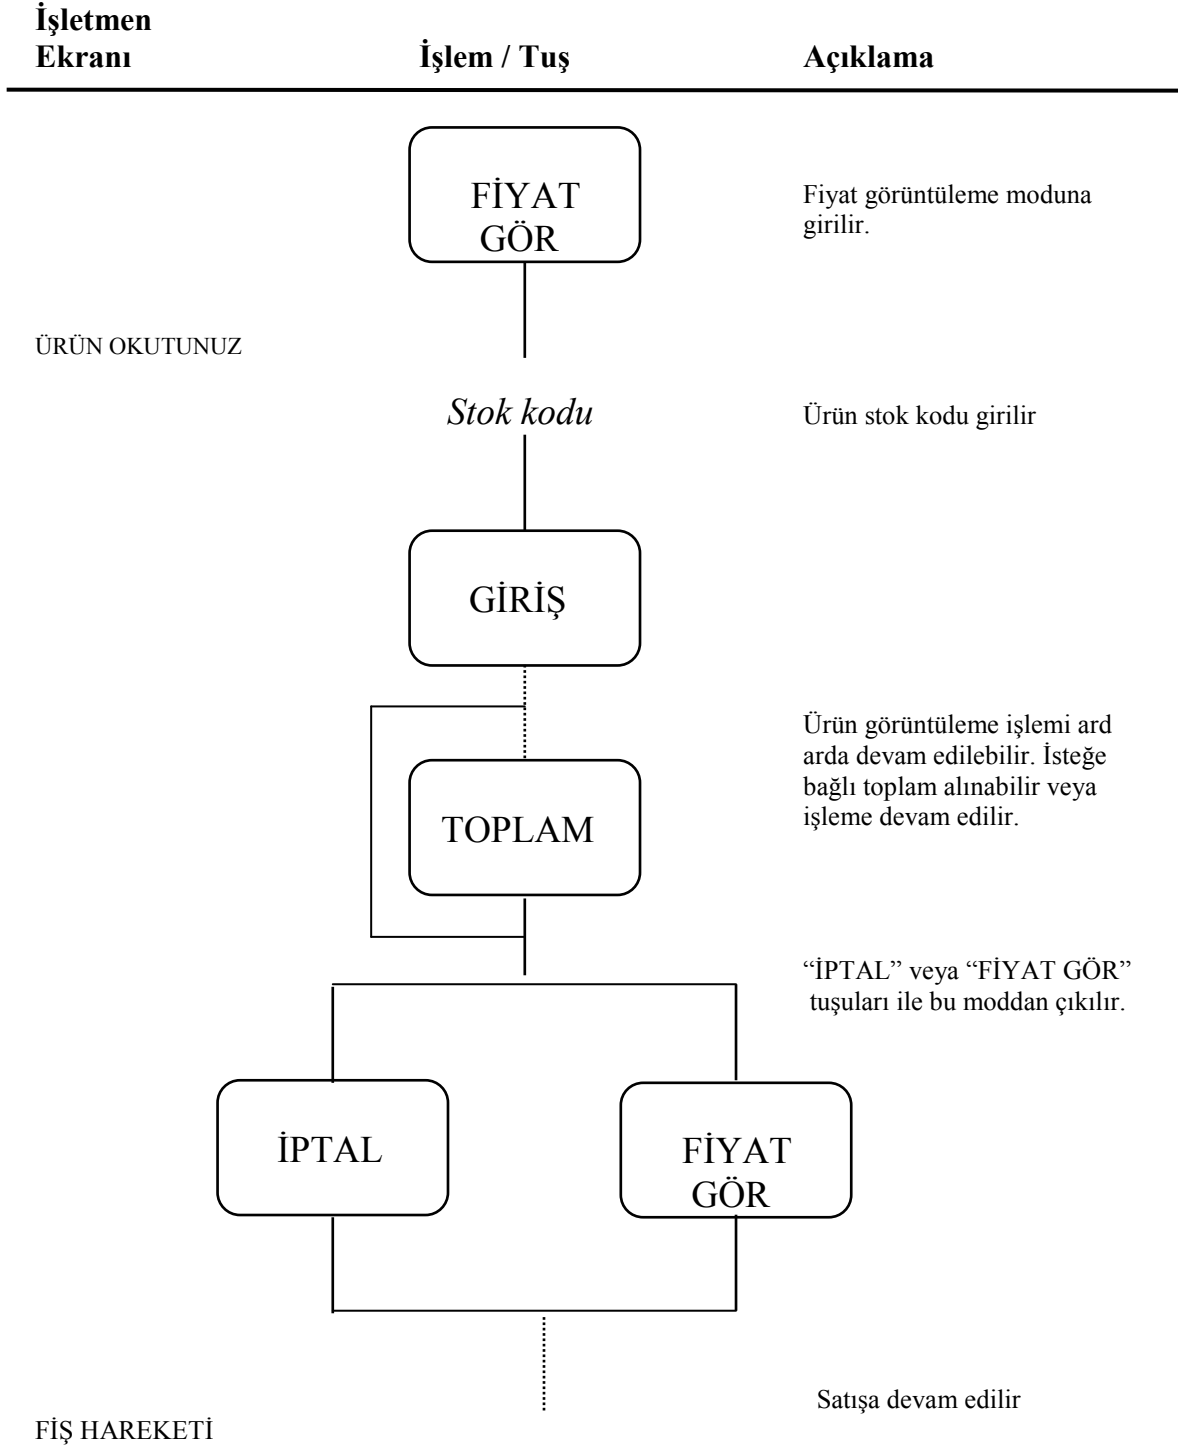 İşletmen
Ekranı İşlem / Tuş Açıklama
FİYAT
GÖR
Fiyat görüntüleme moduna
girilir.
ÜRÜN OKUTUNUZ
Stok kodu
Ürün stok kodu girilir
GİRİŞ
Ürün görüntüleme işlemi ard
arda devam edilebilir. İsteğe
bağlı toplam alınabilir veya
işleme devam edilir.
TOPLAM
“İPTAL” veya “FİYAT GÖR”
tuşuları ile bu moddan çıkılır.
İPTAL
FİYAT
GÖR
Satışa devam edilir
FİŞ HAREKETİ